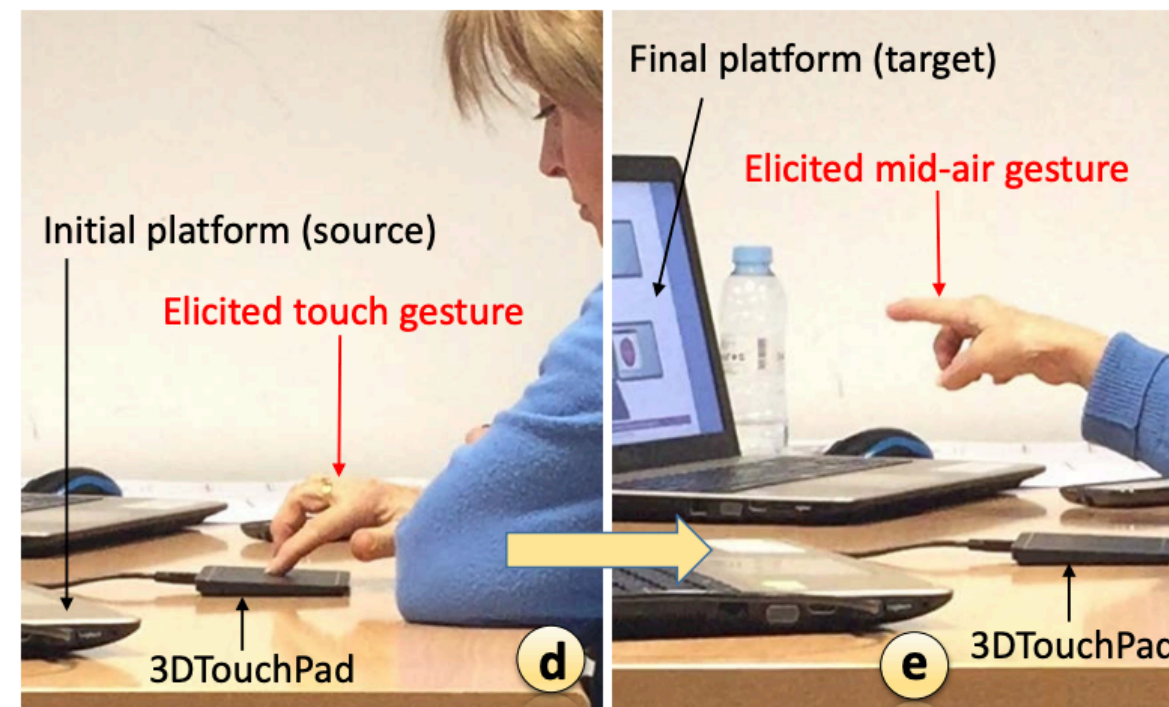 Initial platform (source)
Elicited touch gesture
3DTouchPad
d
Final platform (target)
Elicited mid-air gesture
3DTouchPad
e